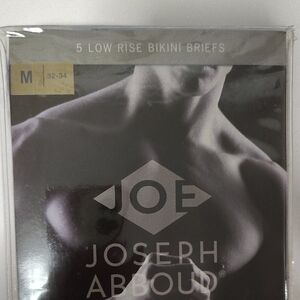 5 LOW RISE BIKINI BRIEFS
M 32-34
JOE
JOSEPH
ABBOUD